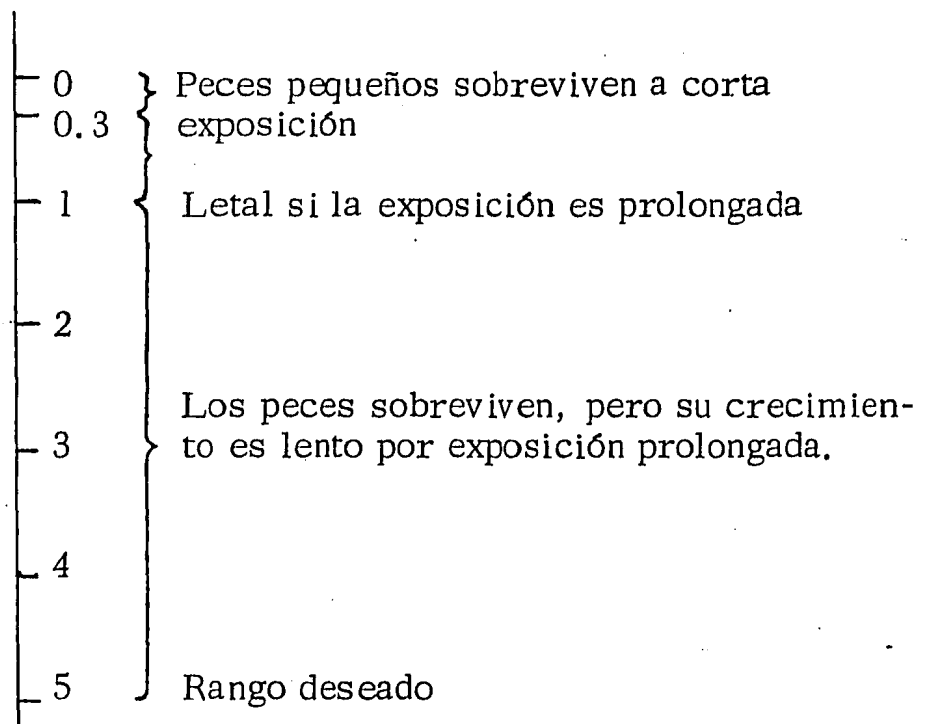 0 Peces pequeños sobreviven a corta
0.3 exposición
1 Letal si la exposición es prolongada
2
Los peces sobreviven, pero su crecimien-
3 to es lento por exposición prolongada.
4
5 Rango deseado